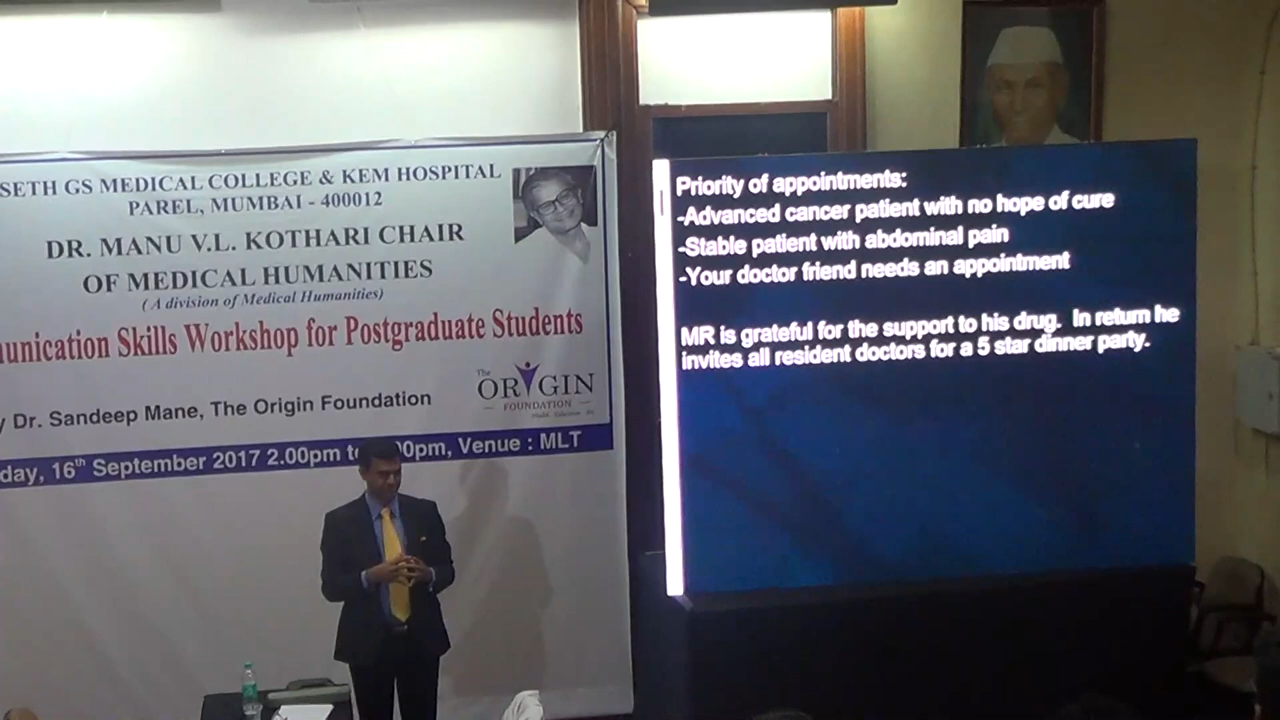 SETH GS MEDICAL COLLEGE & KEM HOSPITAL
PAREL, MUMBAI - 400012
DR. MANU V.L. KOTHARI CHAIR
OF MEDICAL HUMANITIES
(A division of Medical Humanities)
unication Skills Workshop for Postgraduate Students
The
ORIGIN
FOUNDATION
y Dr. Sandeep Mane, The Origin Foundation
day, 16th September 2017 2.00pm 00pm, Venue : MLT
Priority of appointments:
-Advanced cancer patient with no hope of cure
-Stable patient with abdominal pain
-Your doctor friend needs an appointment
MR is grateful for the support to his drug. In return he
invites all resident doctors for a 5 star dinner party.